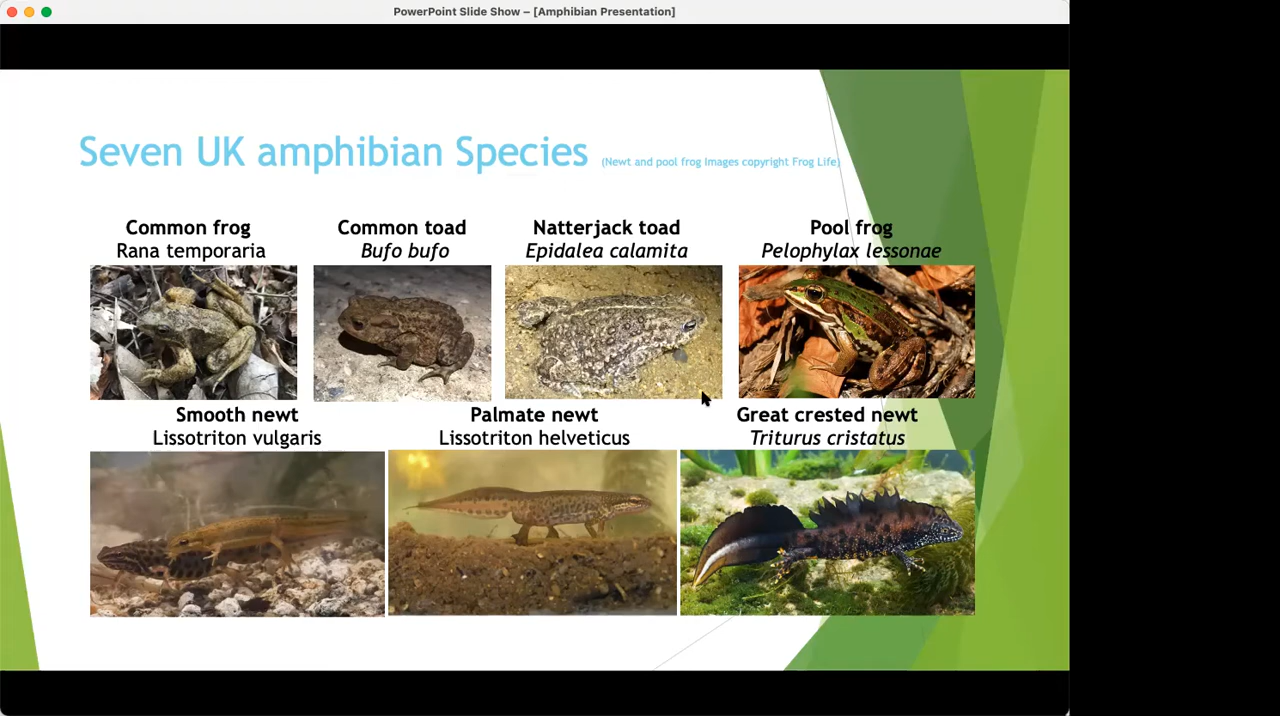 PowerPoint Slide Show – [Amphibian Presentation]
Seven UK amphibian Species (Newt and pool frog Images copyright Frog Life)
Common frog
Rana temporaria
Common toad
Bufo bufo
Natterjack toad
Epidalea calamita
Pool frog
Pelophylax lessonae
Smooth newt
Lissotriton vulgaris
Palmate newt
Lissotriton helveticus
Great crested newt
Triturus cristatus